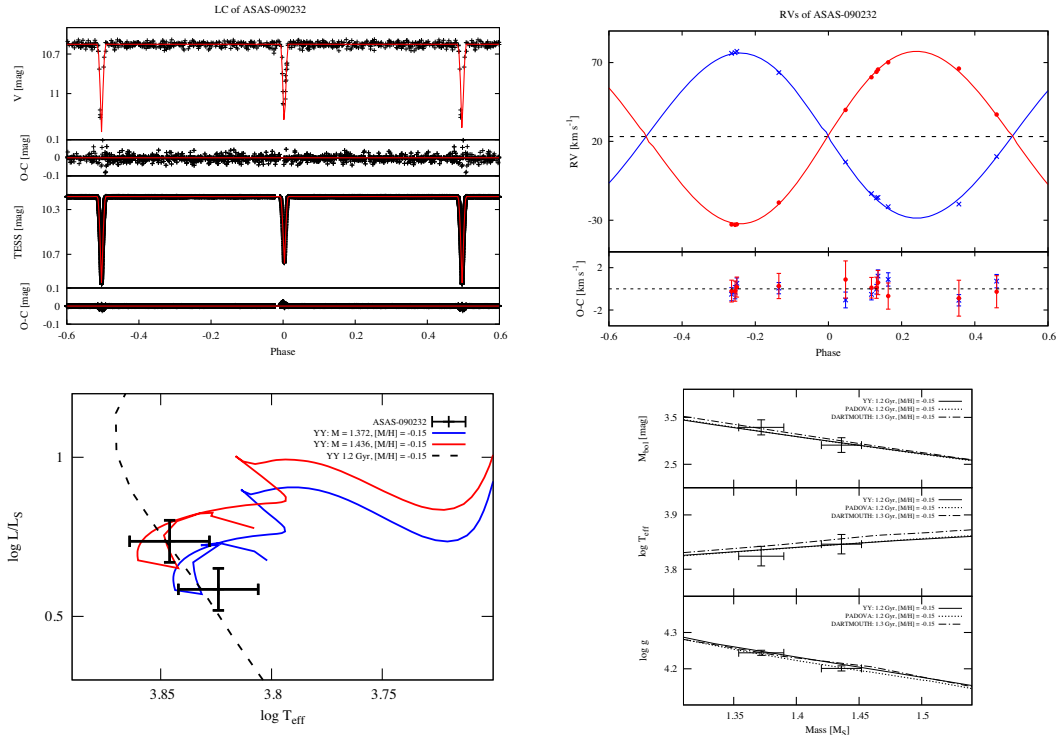 LC of ASAS-090232
V [mag]
10.7
11
O-C [mag]
0.1
0
-0.1
TESS [mag]
10.3
10.7
O-C [mag]
0.1
0
-0.1
-0.6 -0.4 -0.2 0 0.2 0.4 0.6
Phase
RVs of ASAS-090232
RV [km s⁻¹]
70
20
-30
O-C [km s⁻¹]
2
0
-2
-0.6 -0.4 -0.2 0 0.2 0.4 0.6
Phase
ASAS-090232
YY: M = 1.372, [M/H] = -0.15
YY: M = 1.436, [M/H] = -0.15
YY 1.2 Gyr, [M/H] = -0.15
log L/L_S
1
0.5
3.85 3.8 3.75
log T_eff
YY: 1.2 Gyr, [M/H] = -0.15
PADOVA: 1.2 Gyr, [M/H] = -0.15
DARTMOUTH: 1.3 Gyr, [M/H] = -0.15
M_bol [mag]
3.5
2.5
YY: 1.2 Gyr, [M/H] = -0.15
PADOVA: 1.2 Gyr, [M/H] = -0.15
DARTMOUTH: 1.3 Gyr, [M/H] = -0.15
log T_eff
3.9
3.8
YY: 1.2 Gyr, [M/H] = -0.15
PADOVA: 1.2 Gyr, [M/H] = -0.15
DARTMOUTH: 1.3 Gyr, [M/H] = -0.15
log g
4.3
4.2
1.35 1.4 1.45 1.5
Mass [M_S]